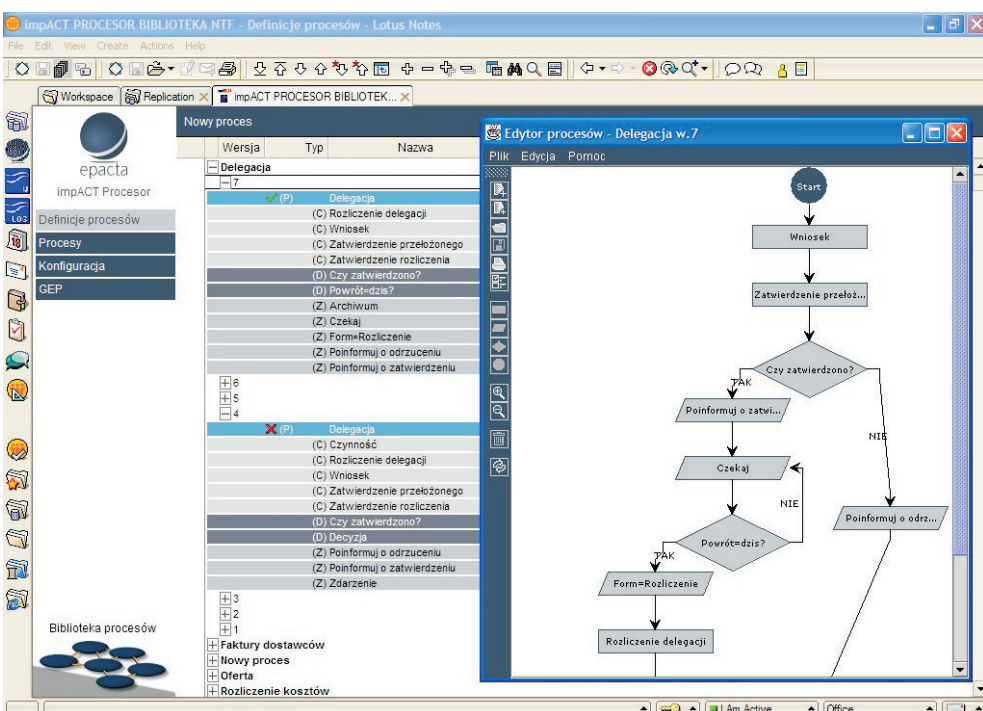 impACT PROCESOR BIBLIOTEKA NTF - Definicje procesów - Lotus Notes
File Edit View Create Actions Help
Workspace Replication impACT PROCESOR BIBLIOTEK...
epacta
impACT Procesor
Definicje procesów
Procesy
Konfiguracja
GEP
Biblioteka procesów
Nowy proces
Wersja Typ Nazwa
Delegacja
7
(P) Delegacja
(C) Rozliczenie delegacji
(C) Wniosek
(C) Zatwierdzenie przełożonego
(C) Zatwierdzenie rozliczenia
(D) Czy zatwierdzono?
(D) Powrót=dzis?
(Z) Archiwum
(Z) Czekaj
(Z) Form=Rozliczenie
(Z) Poinformuj o odrzuceniu
(Z) Poinformuj o zatwierdzeniu
6
5
4
(P) Delegacja
(C) Czynność
(C) Rozliczenie delegacji
(C) Wniosek
(C) Zatwierdzenie przełożonego
(C) Zatwierdzenie rozliczenia
(D) Czy zatwierdzono?
(D) Decyzja
(Z) Poinformuj o odrzuceniu
(Z) Poinformuj o zatwierdzeniu
(Z) Zdarzenie
3
2
1
Faktury dostawców
Nowy proces
Oferta
Rozliczenie kosztów
Edytor procesów - Delegacja w.7
Plik Edycja Pomoc
Start
Wniosek
Zatwierdzenie przełoż...
Czy zatwierdzono?
TAK
Poinformuj o zatwi...
NIE
Czekaj
NIE
Poinformuj o odrz...
Powrót=dzis?
TAK
Form=Rozliczenie
Rozliczenie delegacji
I Am Active Office